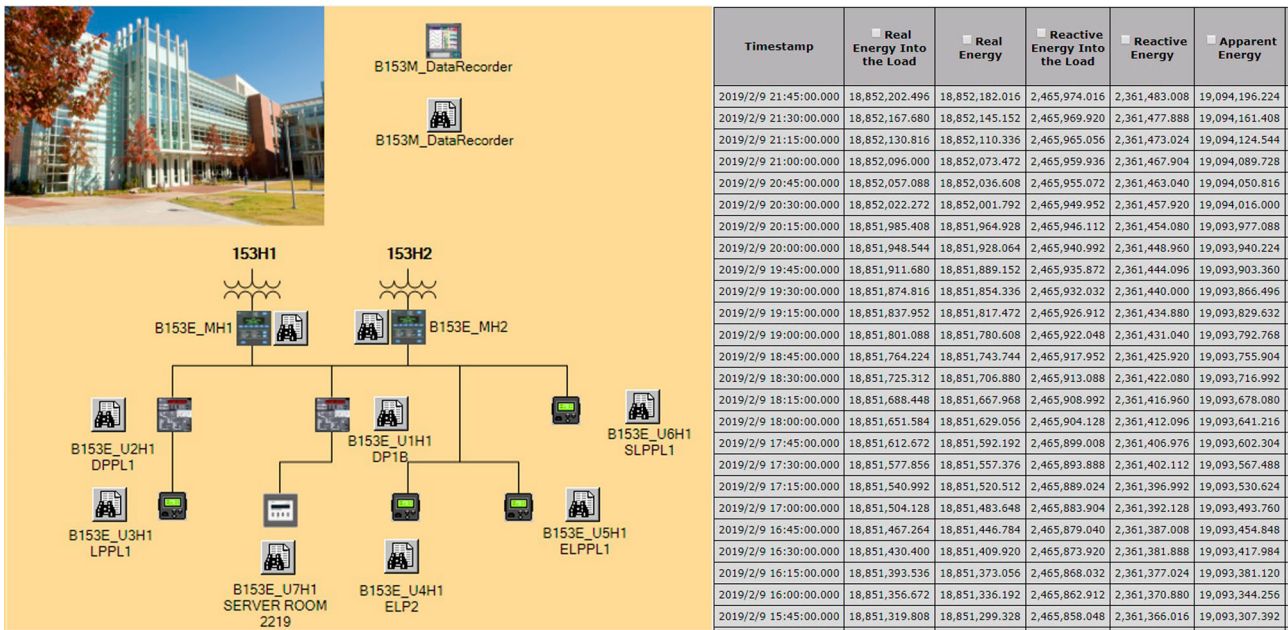 B153M_DataRecorder
B153M_DataRecorder
153H1 153H2
B153E_MH1 B153E_MH2
B153E_U2H1
DPPL1
B153E_U1H1
DP1B
B153E_U6H1
SLPPL1
B153E_U3H1
LPPL1
B153E_U7H1
SERVER ROOM
2219
B153E_U4H1
ELP2
B153E_U5H1
ELPPL1
Timestamp Real Energy Into the Load Real Energy Reactive Energy Into the Load Reactive Energy Apparent Energy
2019/2/9 21:45:00.000 18,852,202.496 18,852,182.016 2,465,974.016 2,361,483.008 19,094,196.224
2019/2/9 21:30:00.000 18,852,167.680 18,852,145.152 2,465,969.920 2,361,477.888 19,094,161.408
2019/2/9 21:15:00.000 18,852,130.816 18,852,110.336 2,465,965.056 2,361,473.024 19,094,124.544
2019/2/9 21:00:00.000 18,852,096.000 18,852,073.472 2,465,959.936 2,361,467.904 19,094,089.728
2019/2/9 20:45:00.000 18,852,057.088 18,852,036.608 2,465,955.072 2,361,463.040 19,094,050.816
2019/2/9 20:30:00.000 18,852,022.272 18,852,001.792 2,465,949.952 2,361,457.920 19,094,016.000
2019/2/9 20:15:00.000 18,851,985.408 18,851,964.928 2,465,946.112 2,361,454.080 19,093,977.088
2019/2/9 20:00:00.000 18,851,948.544 18,851,928.064 2,465,940.992 2,361,448.960 19,093,940.224
2019/2/9 19:45:00.000 18,851,911.680 18,851,889.152 2,465,935.872 2,361,444.096 19,093,903.360
2019/2/9 19:30:00.000 18,851,874.816 18,851,854.336 2,465,932.032 2,361,440.000 19,093,866.496
2019/2/9 19:15:00.000 18,851,837.952 18,851,817.472 2,465,926.912 2,361,434.880 19,093,829.632
2019/2/9 19:00:00.000 18,851,801.088 18,851,780.608 2,465,922.048 2,361,431.040 19,093,792.768
2019/2/9 18:45:00.000 18,851,764.224 18,851,743.744 2,465,917.952 2,361,425.920 19,093,755.904
2019/2/9 18:30:00.000 18,851,725.312 18,851,706.880 2,465,913.088 2,361,422.080 19,093,716.992
2019/2/9 18:15:00.000 18,851,688.448 18,851,667.968 2,465,908.992 2,361,416.960 19,093,678.080
2019/2/9 18:00:00.000 18,851,651.584 18,851,629.056 2,465,904.128 2,361,412.096 19,093,641.216
2019/2/9 17:45:00.000 18,851,612.672 18,851,592.192 2,465,899.008 2,361,406.976 19,093,602.304
2019/2/9 17:30:00.000 18,851,577.856 18,851,557.376 2,465,893.888 2,361,402.112 19,093,567.488
2019/2/9 17:15:00.000 18,851,540.992 18,851,520.512 2,465,889.024 2,361,396.992 19,093,530.624
2019/2/9 17:00:00.000 18,851,504.128 18,851,483.648 2,465,883.904 2,361,392.128 19,093,493.760
2019/2/9 16:45:00.000 18,851,467.264 18,851,446.784 2,465,879.040 2,361,387.008 19,093,454.848
2019/2/9 16:30:00.000 18,851,430.400 18,851,409.920 2,465,873.920 2,361,381.888 19,093,417.984
2019/2/9 16:15:00.000 18,851,393.536 18,851,373.056 2,465,868.032 2,361,377.024 19,093,381.120
2019/2/9 16:00:00.000 18,851,356.672 18,851,336.192 2,465,862.912 2,361,370.880 19,093,344.256
2019/2/9 15:45:00.000 18,851,319.808 18,851,299.328 2,465,858.048 2,361,366.016 19,093,307.392